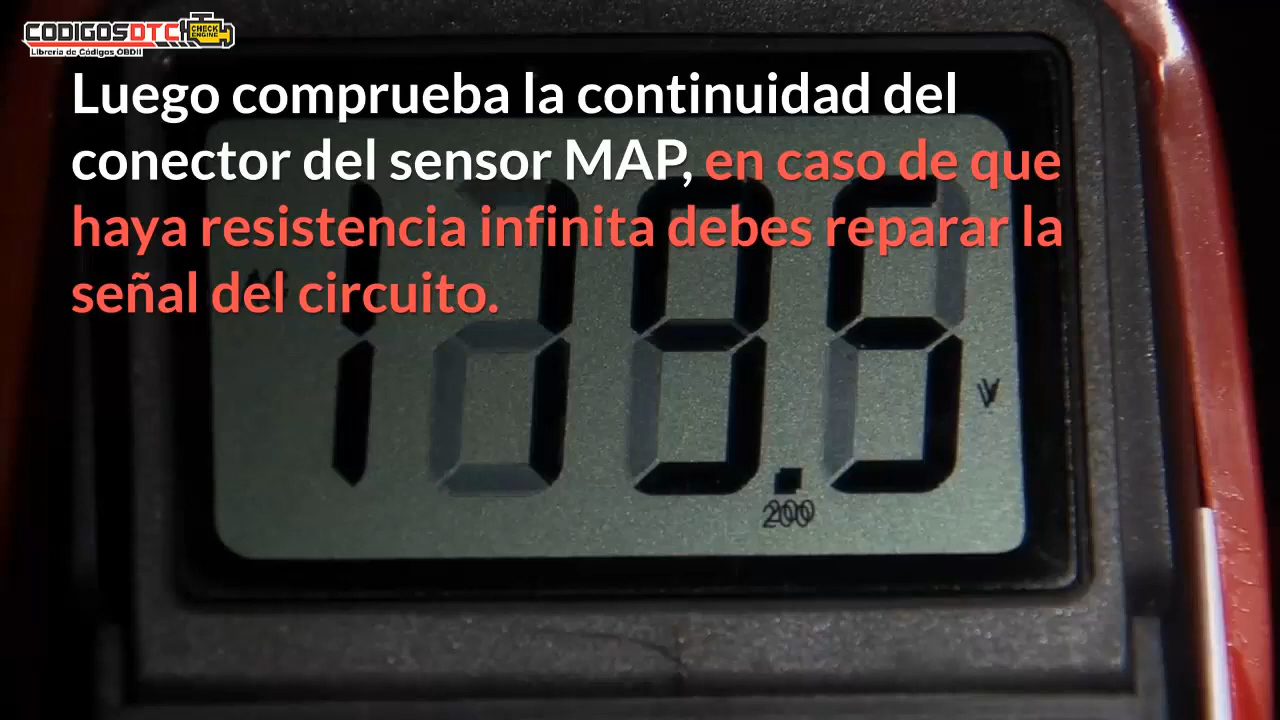 CODIGOSDTC
CHECK
ENGINE
Librería de Códigos OBDII
Luego comprueba la continuidad del
conector del sensor MAP, en caso de que
haya resistencia infinita debes reparar la
señal del circuito.
V
200